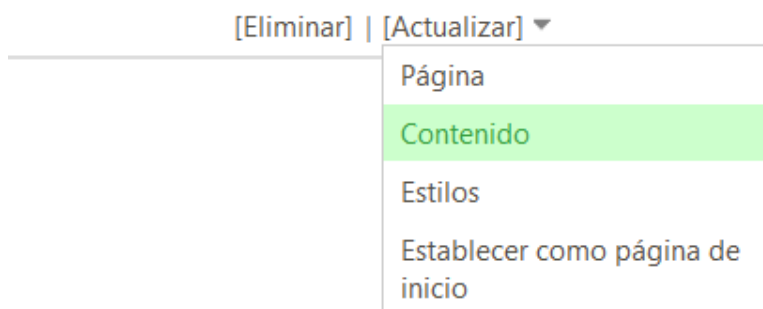 [Eliminar] | [Actualizar]
Página
Contenido
Estilos
Establecer como página de
inicio